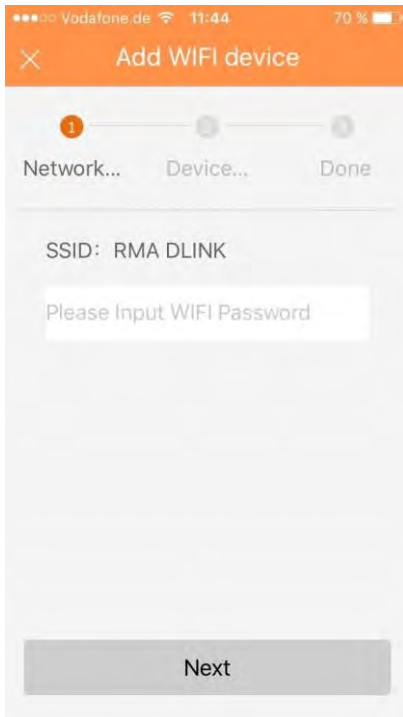 Vodafone.de 11:44 70 %
Add WIFI device
1
Network... Device... Done
SSID: RMA DLINK
Please Input WIFI Password
Next